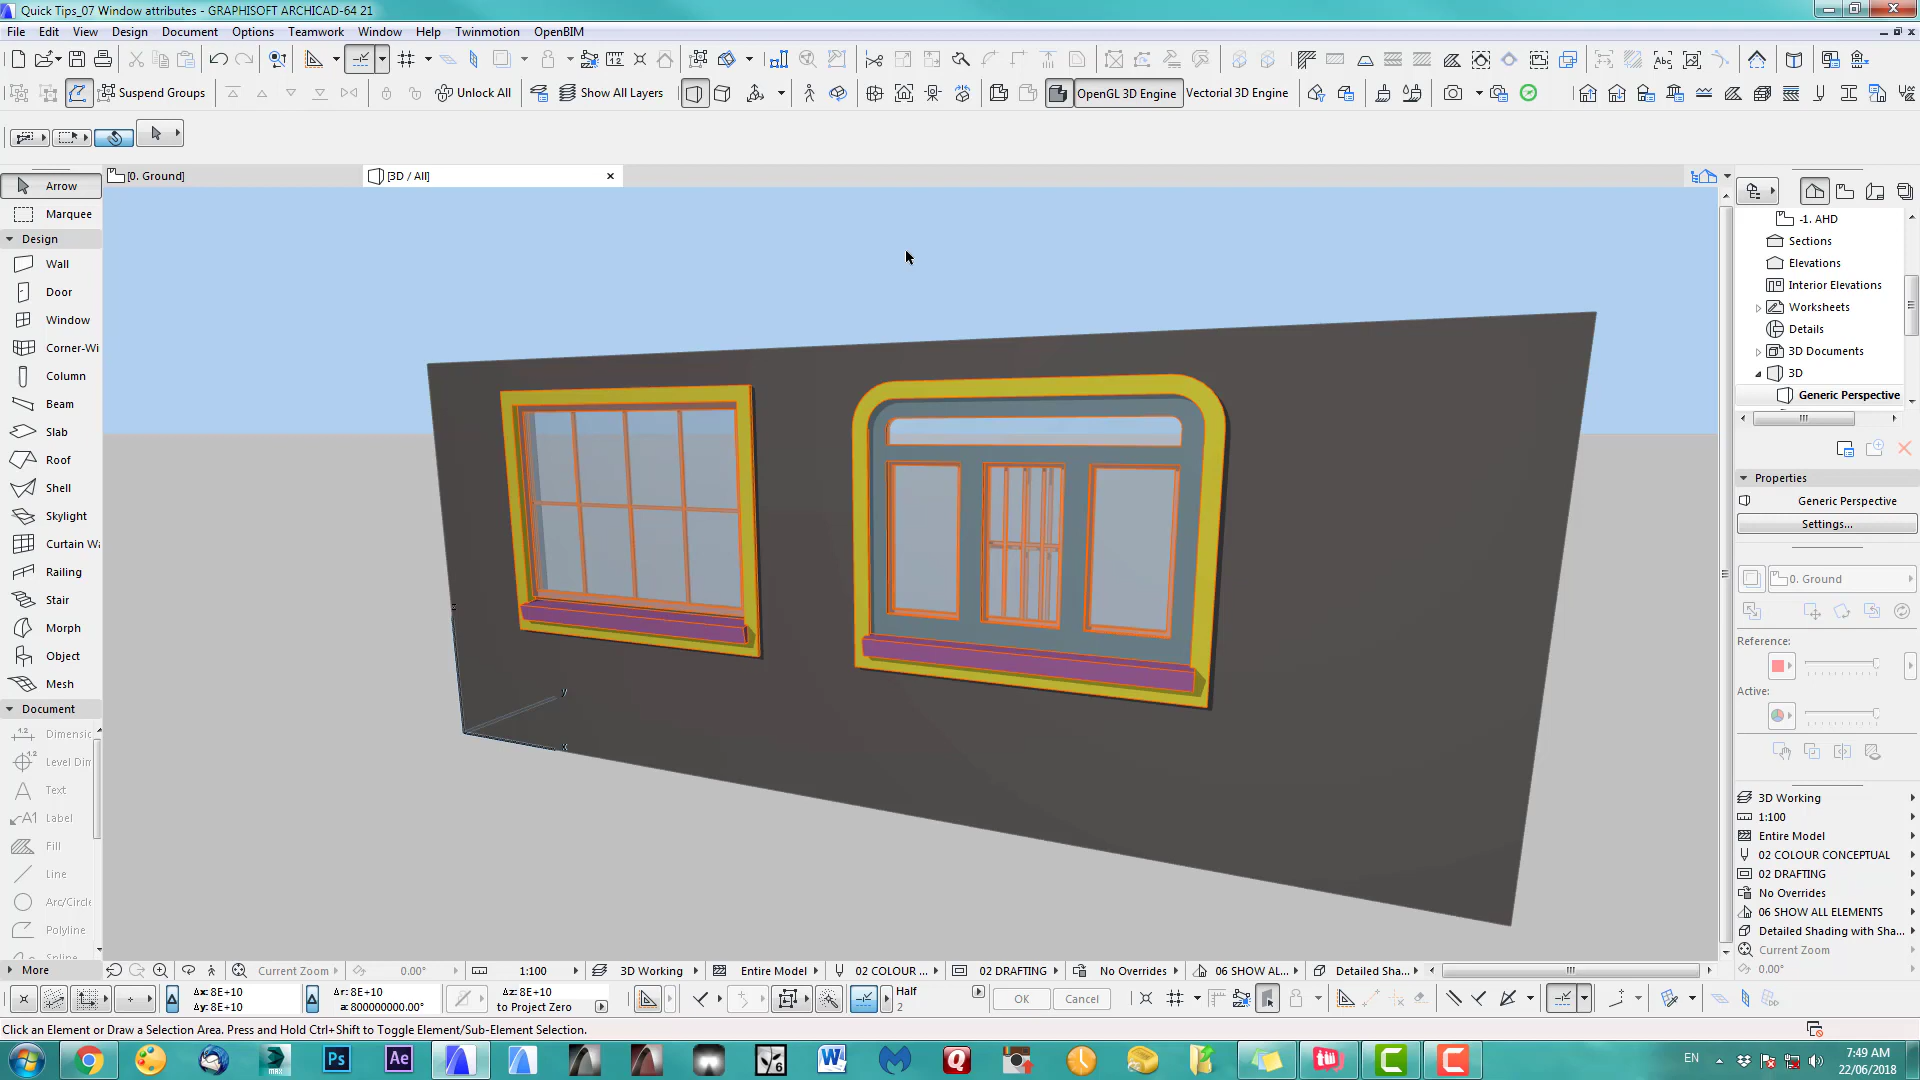 Quick Tips_07 Window attributes - GRAPHISOFT ARCHICAD-64 21
File Edit View Design Document Options Teamwork Window Help Twinmotion OpenBIM
Suspend Groups Unlock All Show All Layers OpenGL 3D Engine Vectorial 3D Engine
[0. Ground] [3D / All]
Arrow
Marquee
Design
Wall
Door
Window
Corner-Wi
Column
Beam
Slab
Roof
Shell
Skylight
Curtain Wa
Railing
Stair
Morph
Object
Mesh
Document
Dimensio
Level Dim
Text
Label
Fill
Line
Arc/Circle
Polyline
Spline
More
z
y
x
-1. AHD
Sections
Elevations
Interior Elevations
Worksheets
Details
3D Documents
3D
Generic Perspective
Properties
Generic Perspective
Settings...
0. Ground
Reference:
Active:
3D Working
1:100
Entire Model
02 COLOUR CONCEPTUAL
02 DRAFTING
No Overrides
06 SHOW ALL ELEMENTS
Detailed Shading with Sha...
Current Zoom
0.00°
Current Zoom 0.00° 1:100 3D Working Entire Model 02 COLOUR ... 02 DRAFTING No Overrides 06 SHOW AL... Detailed Sha...
Δx: 8E+10 Δr: 8E+10 Δz: 8E+10 Half OK Cancel
Δy: 8E+10 a: 800000000.00° to Project Zero 2
Click an Element or Draw a Selection Area. Press and Hold Ctrl+Shift to Toggle Element/Sub-Element Selection.
MAX Ps Ae 6 W Q C C EN 7:49 AM
22/06/2018